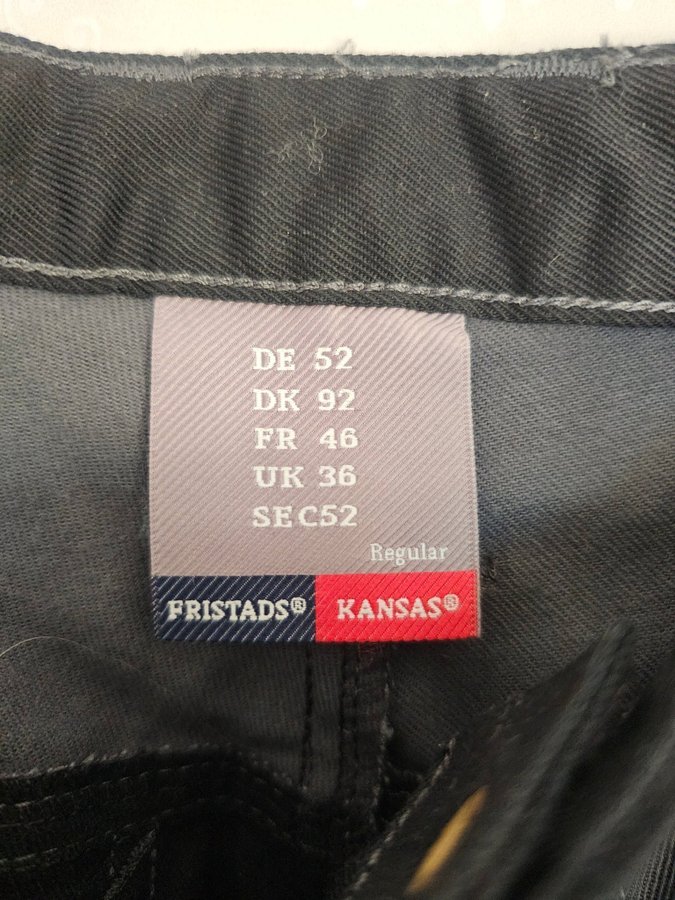 DE 52
DK 92
FR 46
UK 36
SE C52
Regular
FRISTADS® KANSAS®